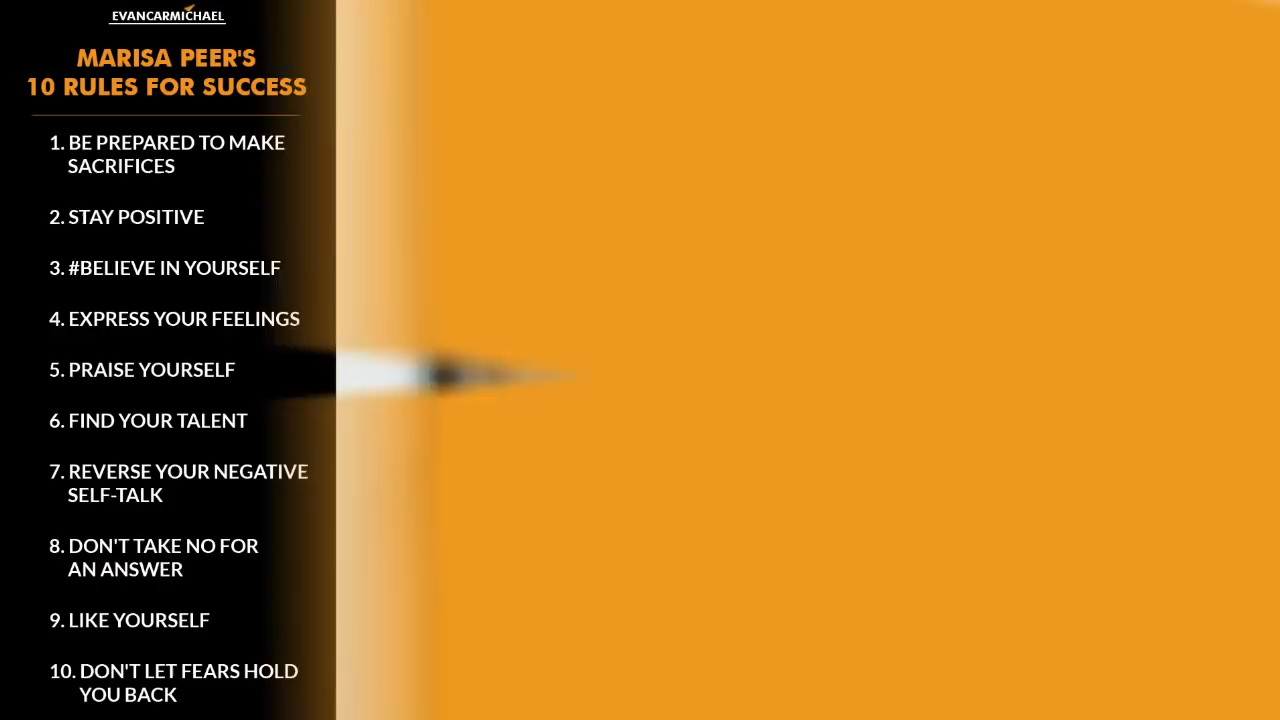 EVANCARMICHAEL
MARISA PEER'S
10 RULES FOR SUCCESS
1. BE PREPARED TO MAKE
SACRIFICES
2. STAY POSITIVE
3. #BELIEVE IN YOURSELF
4. EXPRESS YOUR FEELINGS
5. PRAISE YOURSELF
6. FIND YOUR TALENT
7. REVERSE YOUR NEGATIVE
SELF-TALK
8. DON'T TAKE NO FOR
AN ANSWER
9. LIKE YOURSELF
10. DON'T LET FEARS HOLD
YOU BACK